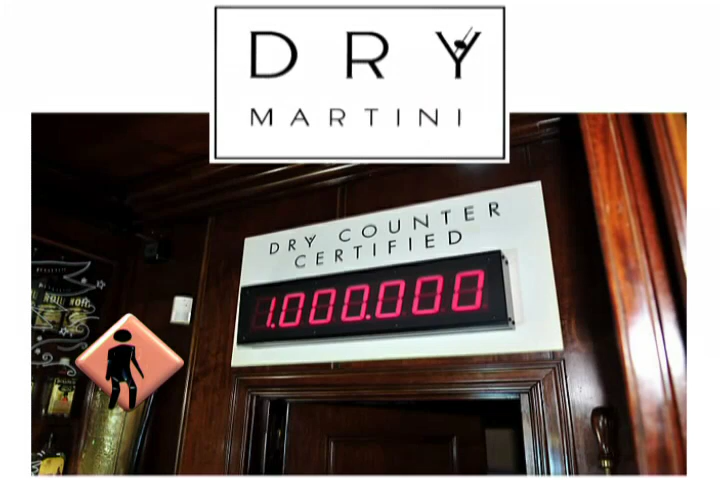 DRY
MARTINI
DRY COUNTER
CERTIFIED
1.000.000